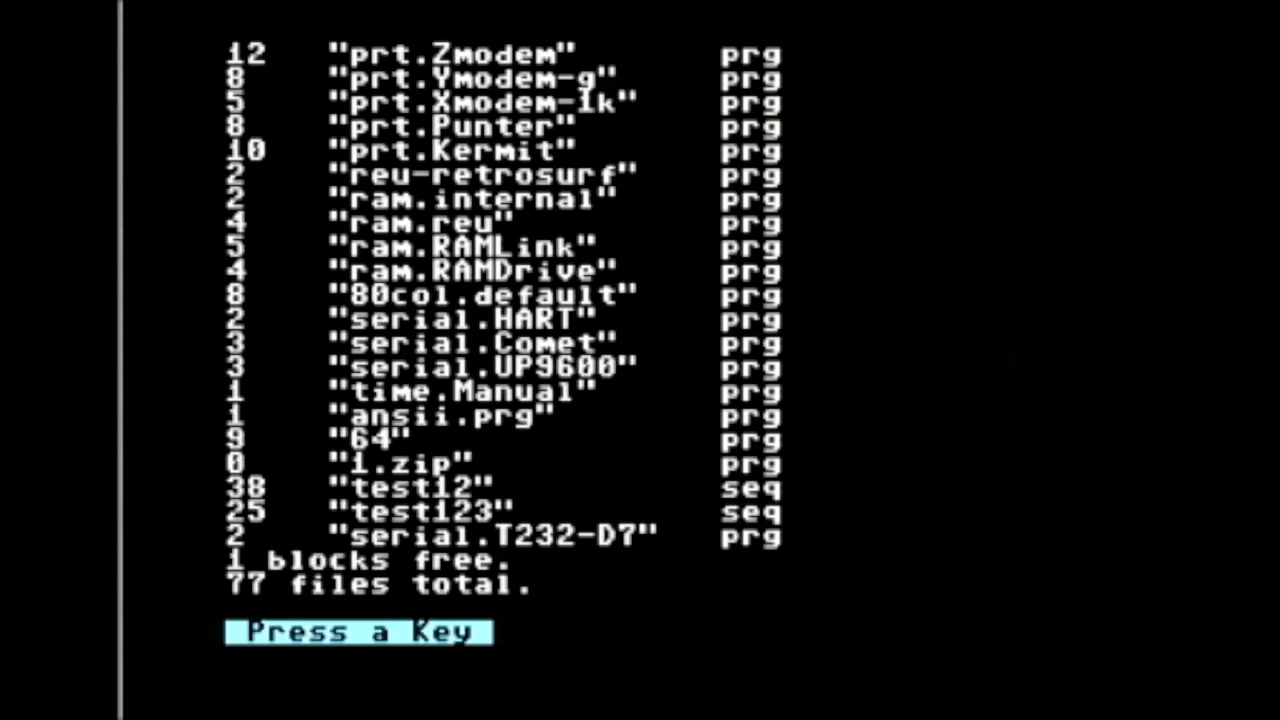 12 "prt.Zmodem" prg
8 "prt.Ymodem-g" prg
5 "prt.Xmodem-1k" prg
8 "prt.Punter" prg
10 "prt.Kermit" prg
2 "reu-retrosurf" prg
2 "ram.internal" prg
4 "ram.reu" prg
5 "ram.RAMLink" prg
4 "ram.RAMDrive" prg
8 "80col.default" prg
2 "serial.HART" prg
3 "serial.Comet" prg
3 "serial.UP9600" prg
1 "time.Manual" prg
1 "ansii.prg" prg
9 "64" prg
0 "1.zip" prg
38 "test12" seq
25 "test123" seq
2 "serial.T232-D7" prg
1 blocks free.
77 files total.
Press a Key